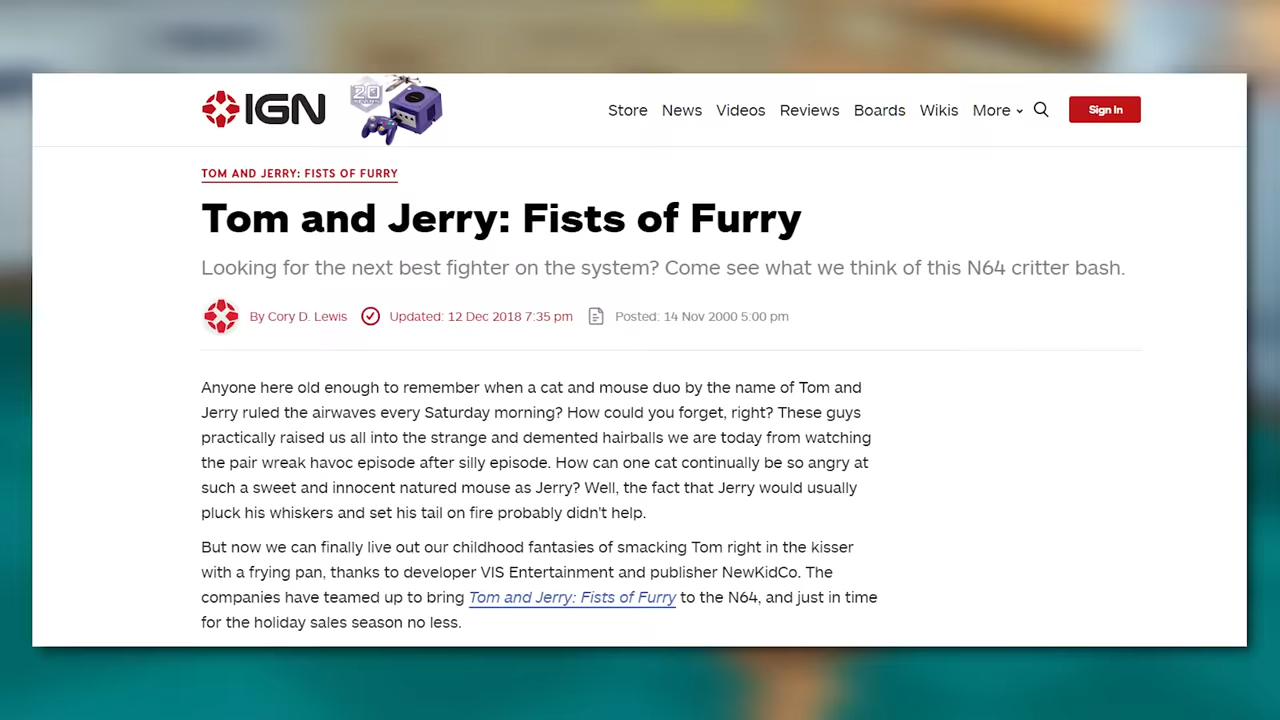 IGN
20
YEARS
Store News Videos Reviews Boards Wikis More Sign In
TOM AND JERRY: FISTS OF FURRY
Tom and Jerry: Fists of Furry
Looking for the next best fighter on the system? Come see what we think of this N64 critter bash.
By Cory D. Lewis Updated: 12 Dec 2018 7:35 pm Posted: 14 Nov 2000 5:00 pm
Anyone here old enough to remember when a cat and mouse duo by the name of Tom and
Jerry ruled the airwaves every Saturday morning? How could you forget, right? These guys
practically raised us all into the strange and demented hairballs we are today from watching
the pair wreak havoc episode after silly episode. How can one cat continually be so angry at
such a sweet and innocent natured mouse as Jerry? Well, the fact that Jerry would usually
pluck his whiskers and set his tail on fire probably didn't help.
But now we can finally live out our childhood fantasies of smacking Tom right in the kisser
with a frying pan, thanks to developer VIS Entertainment and publisher NewKidCo. The
companies have teamed up to bring Tom and Jerry: Fists of Furry to the N64, and just in time
for the holiday sales season no less.